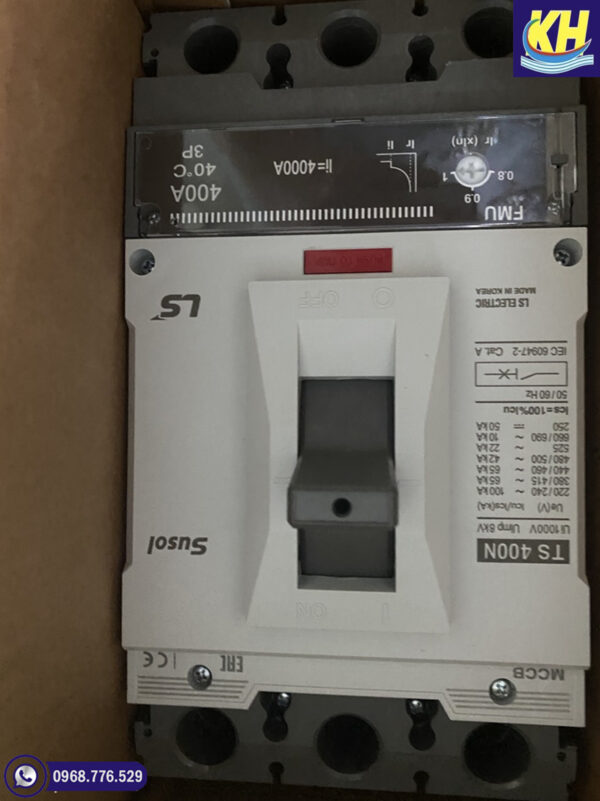 KH
MCCB
EAC
CE
TS 400N
Ui 1000V Uimp 8kV
Ue(V) Icu/Ics(kA)
220/240 ~ 100kA
380/415 ~ 65kA
440/460 ~ 65kA
480/500 ~ 42kA
525 ~ 22kA
660/690 ~ 10kA
250 50kA
Ics=100%Icu
50/60Hz
IEC 60947-2 Cat. A
LS ELECTRIC
MADE IN KOREA
Susol
LS
I ON
O OFF
FMU
0.8
0.9
1
Ir (xIn)
Ir Ii
Ii=4000A
400A
40°C
3P
0968.776.529